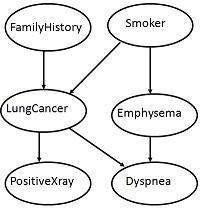 FamilyHistory
Smoker
LungCancer
Emphysema
PositiveXray
Dyspnea